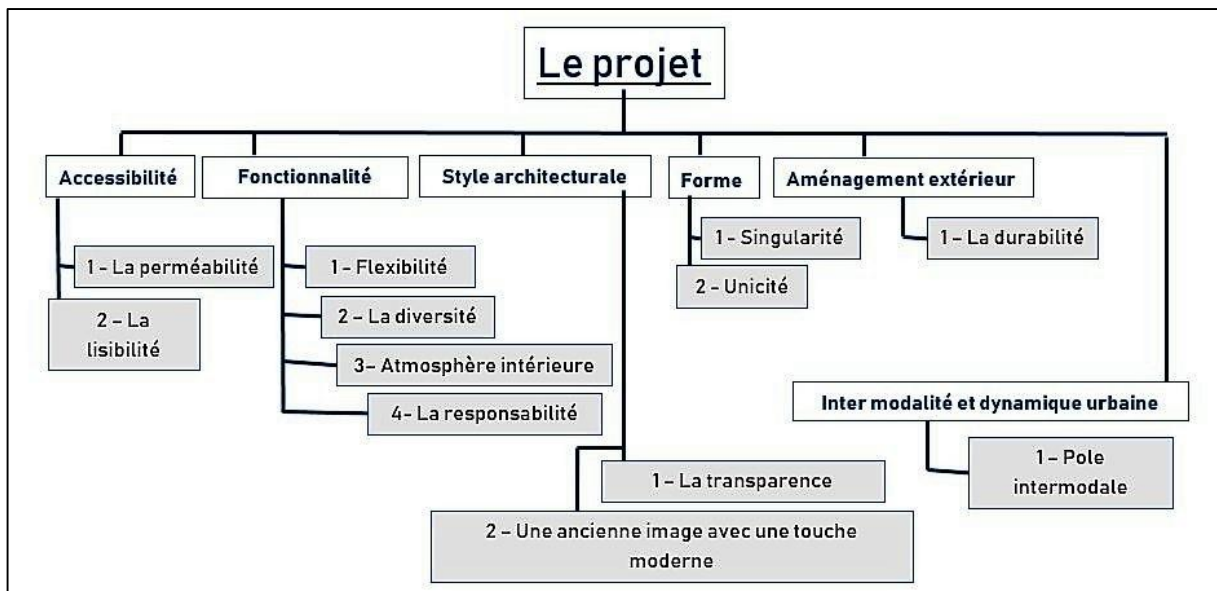 Le projet
Accessibilité
Fonctionnalité
Style architecturale
Forme
Aménagement extérieur
1- Singularité
1- La durabilité
1 - La perméabilité
1- Flexibilité
2 - Unicité
2 – La
lisibilité
2– La diversité
3– Atmosphère intérieure
4- La responsabilité
Inter modalité et dynamique urbaine
1– Pole
intermodale
1– La transparence
2 – Une ancienne image avec une touche
moderne